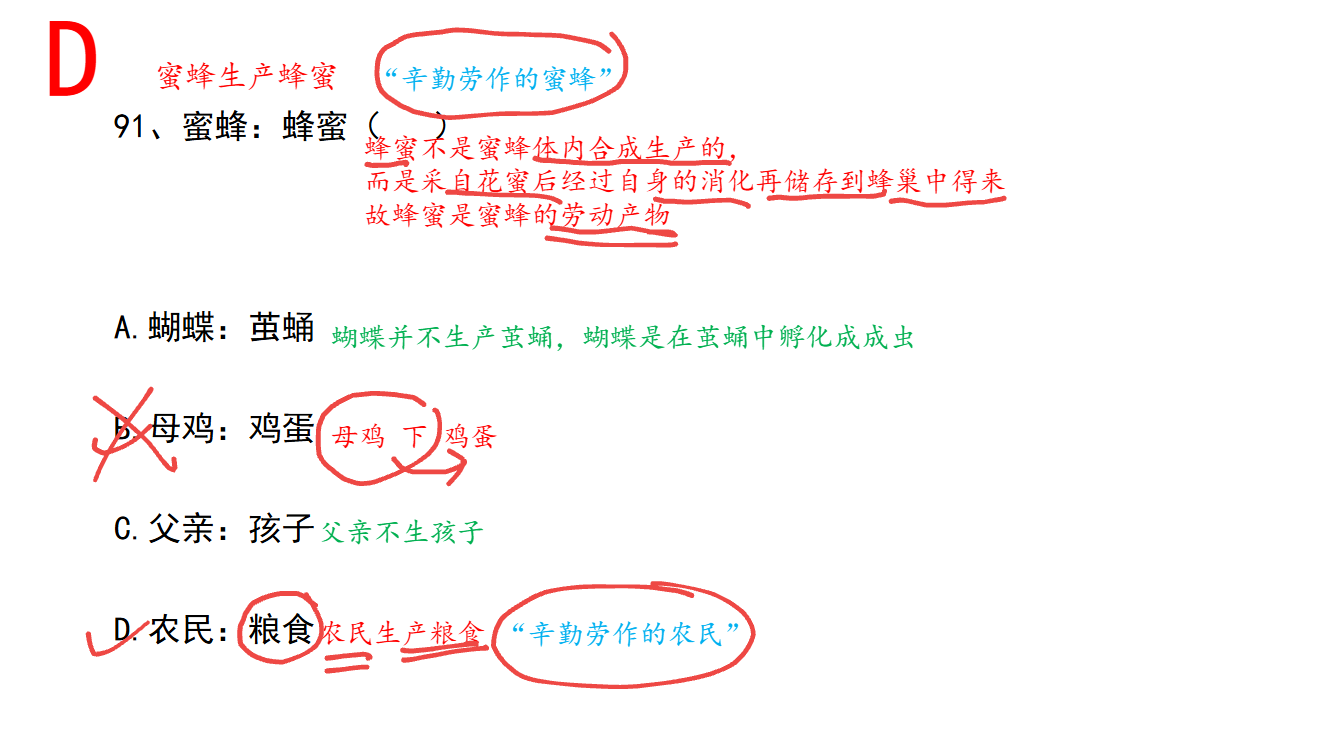 D
蜜蜂生产蜂蜜 “辛勤劳作的蜜蜂”
91、蜜蜂：蜂蜜（ ）
蜂蜜不是蜜蜂体内合成生产的，
而是采自花蜜后经过自身的消化再储存到蜂巢中得来
故蜂蜜是蜜蜂的劳动产物
A.蝴蝶：茧蛹 蝴蝶并不生产茧蛹，蝴蝶是在茧蛹中孵化成成虫
B.母鸡：鸡蛋 母鸡 下 鸡蛋
C.父亲：孩子 父亲不生孩子
D.农民：粮食 农民生产粮食 “辛勤劳作的农民”